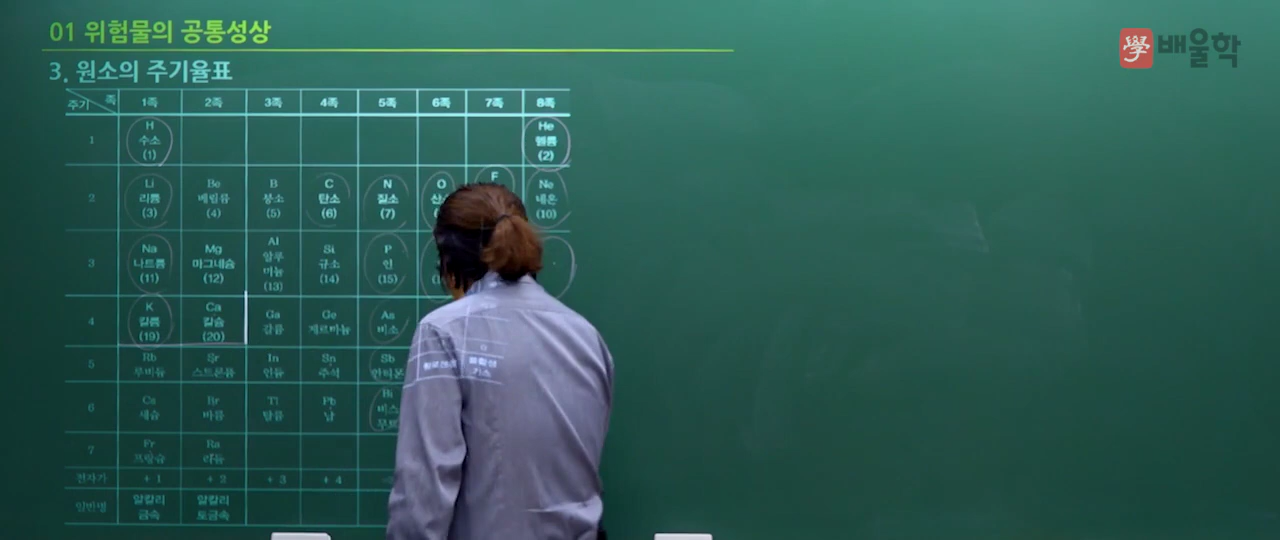 01 위험물의 공통성상
學 배울학
3. 원소의 주기율표
주기 족 1족 2족 3족 4족 5족 6족 7족 8족
1 H 수소 (1) He 헬륨 (2)
2 Li 리튬 (3) Be 베릴륨 (4) B 붕소 (5) C 탄소 (6) N 질소 (7) O F Ne 네온 (10)
3 Na 나트륨 (11) Mg 마그네슘 (12) Al 알루미늄 (13) Si 규소 (14) P 인 (15)
4 K 칼륨 (19) Ca 칼슘 (20) Ga 갈륨 Ge 게르마늄 As 비소
5 Rb 루비듐 Sr 스트론튬 In 인듐 Sn 주석 Sb 안티몬
6 Cs 세슘 Tl 탈륨 Pb 납 Bi 비스무트
7 Fr 프랑슘 Ra 라듐
전자가 + 1 + 2 + 3 + 4
일반명 알칼리 금속 알칼리 토금속 할로겐 불활성 가스